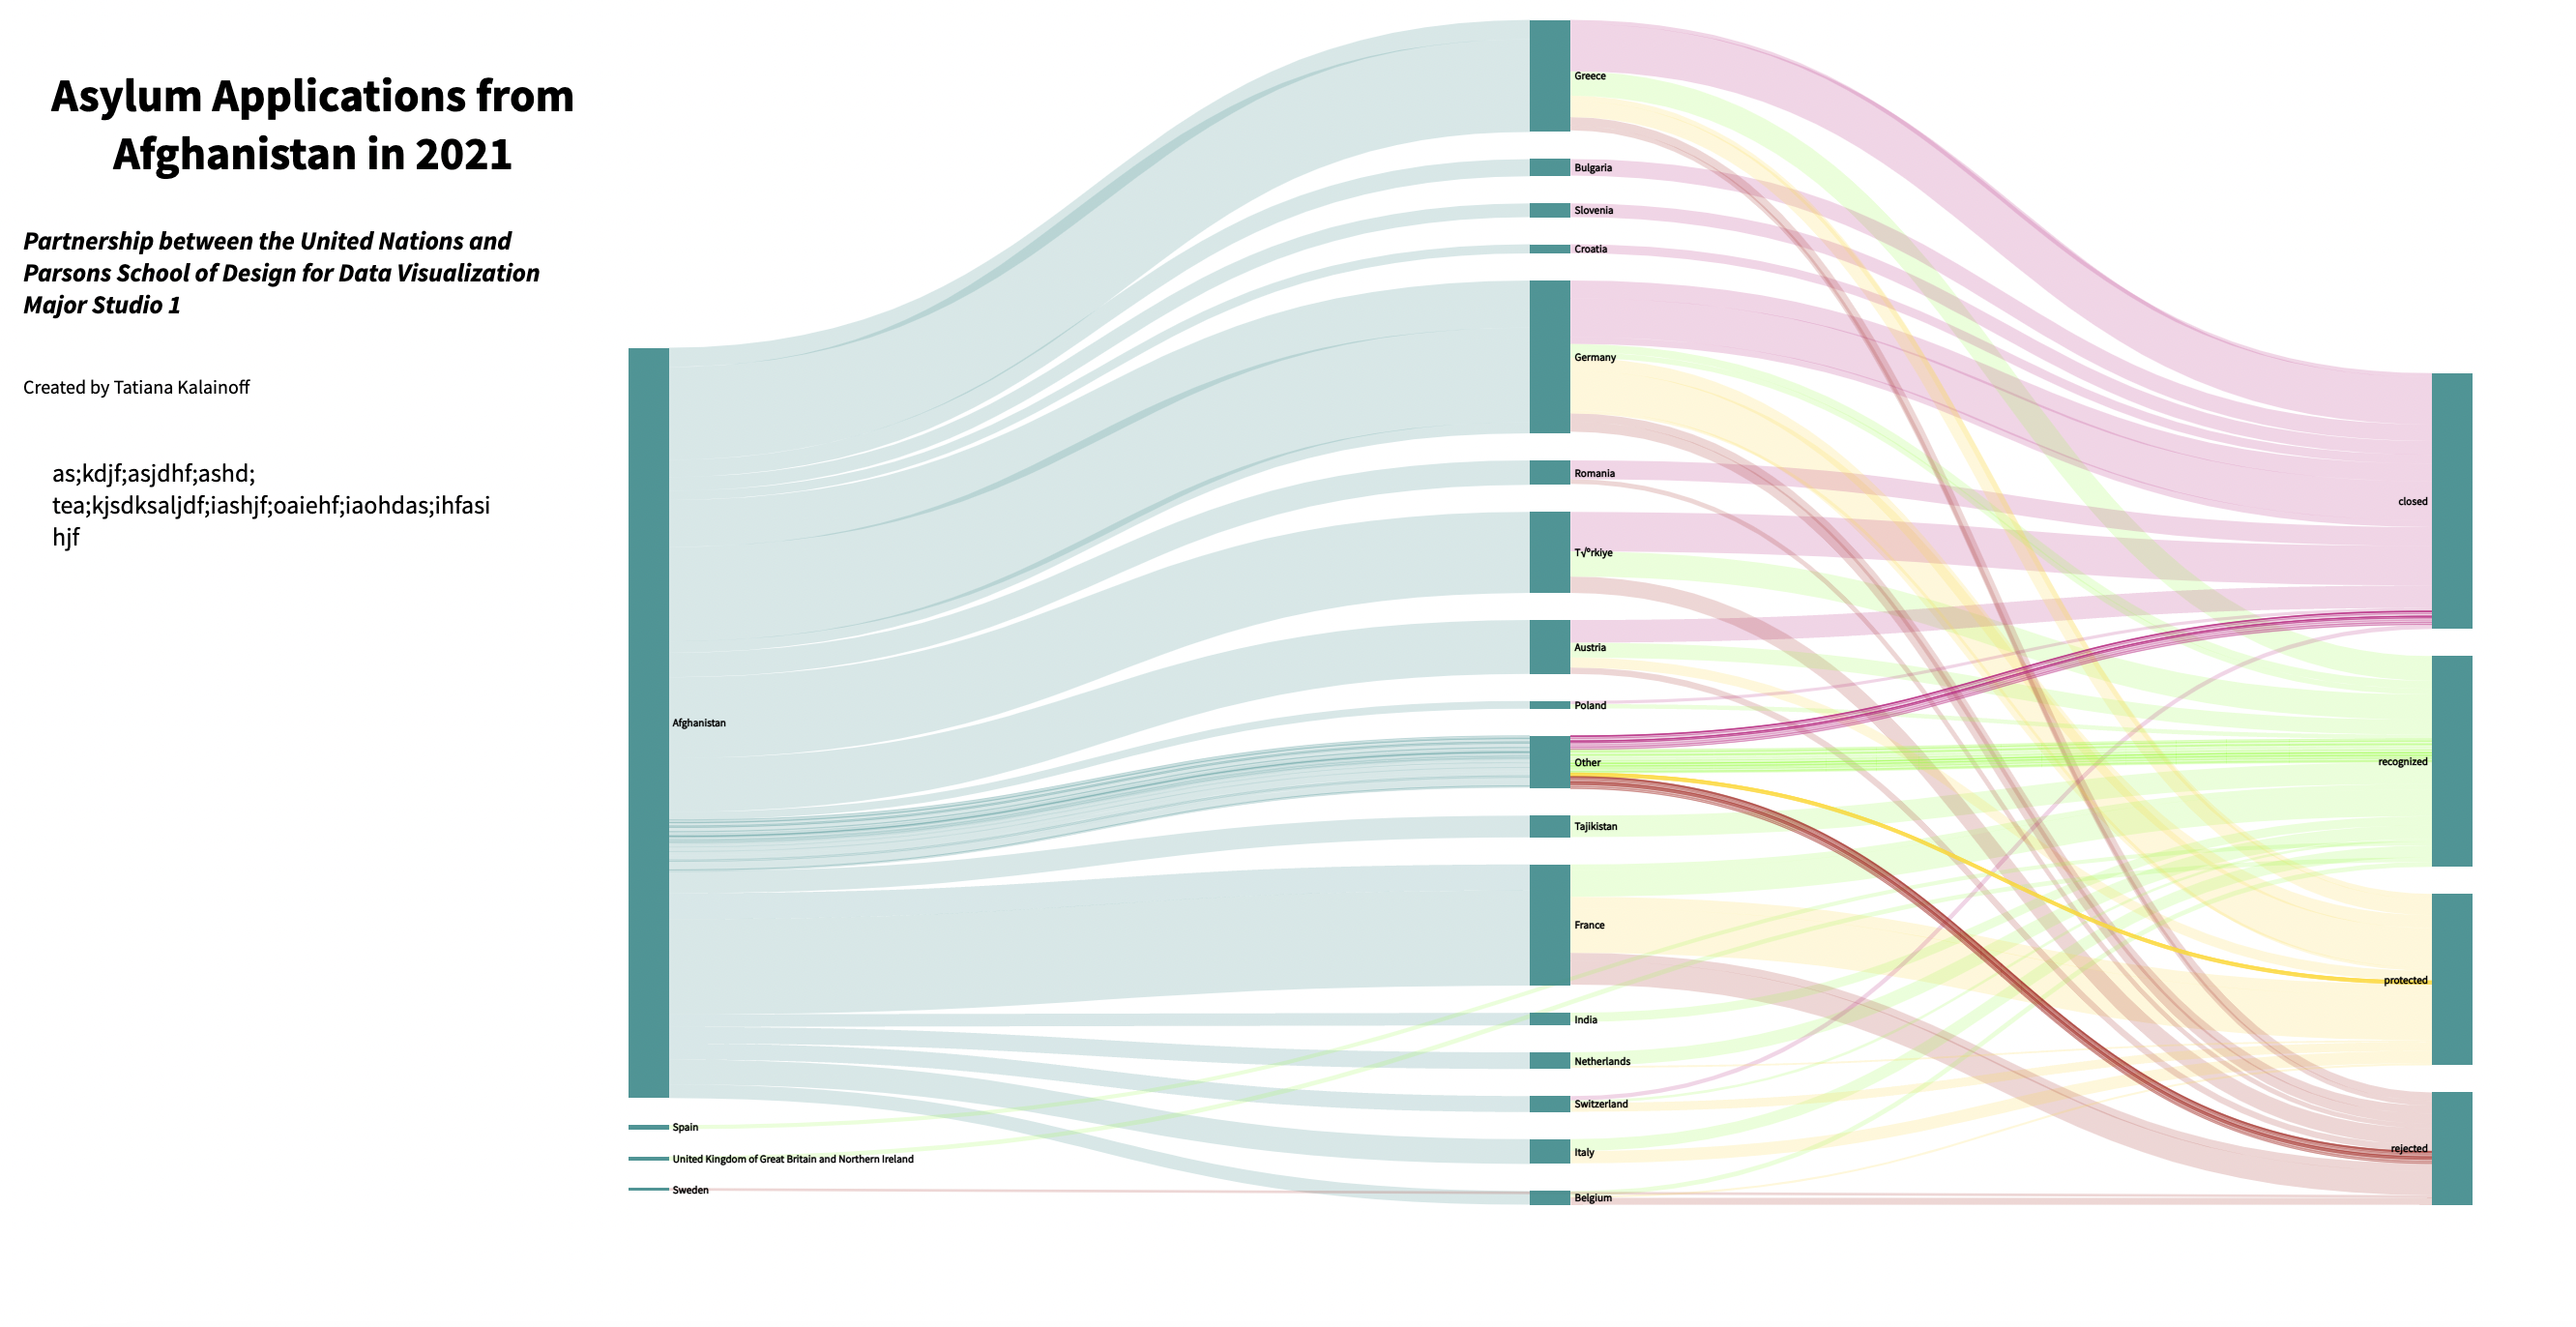 Asylum Applications from
Afghanistan in 2021
Partnership between the United Nations and
Parsons School of Design for Data Visualization
Major Studio 1
Created by Tatiana Kalainoff
as;kdjf;asjdhf;ashd;
tea;kjsdksaljdf;iashjf;oaiehf;iaohdas;ihfasi
hjf
Afghanistan
Spain
United Kingdom of Great Britain and Northern Ireland
Sweden
Greece
Bulgaria
Slovenia
Croatia
Germany
Romania
T√ºrkiye
Austria
Poland
Other
Tajikistan
France
India
Netherlands
Switzerland
Italy
Belgium
closed
recognized
protected
rejected